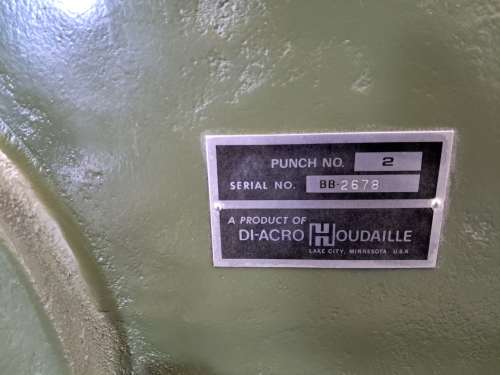 PUNCH NO. 2
SERIAL NO. BB-2678
A PRODUCT OF
DI-ACRO HOUDAILLE
LAKE CITY, MINNESOTA U.S.A.